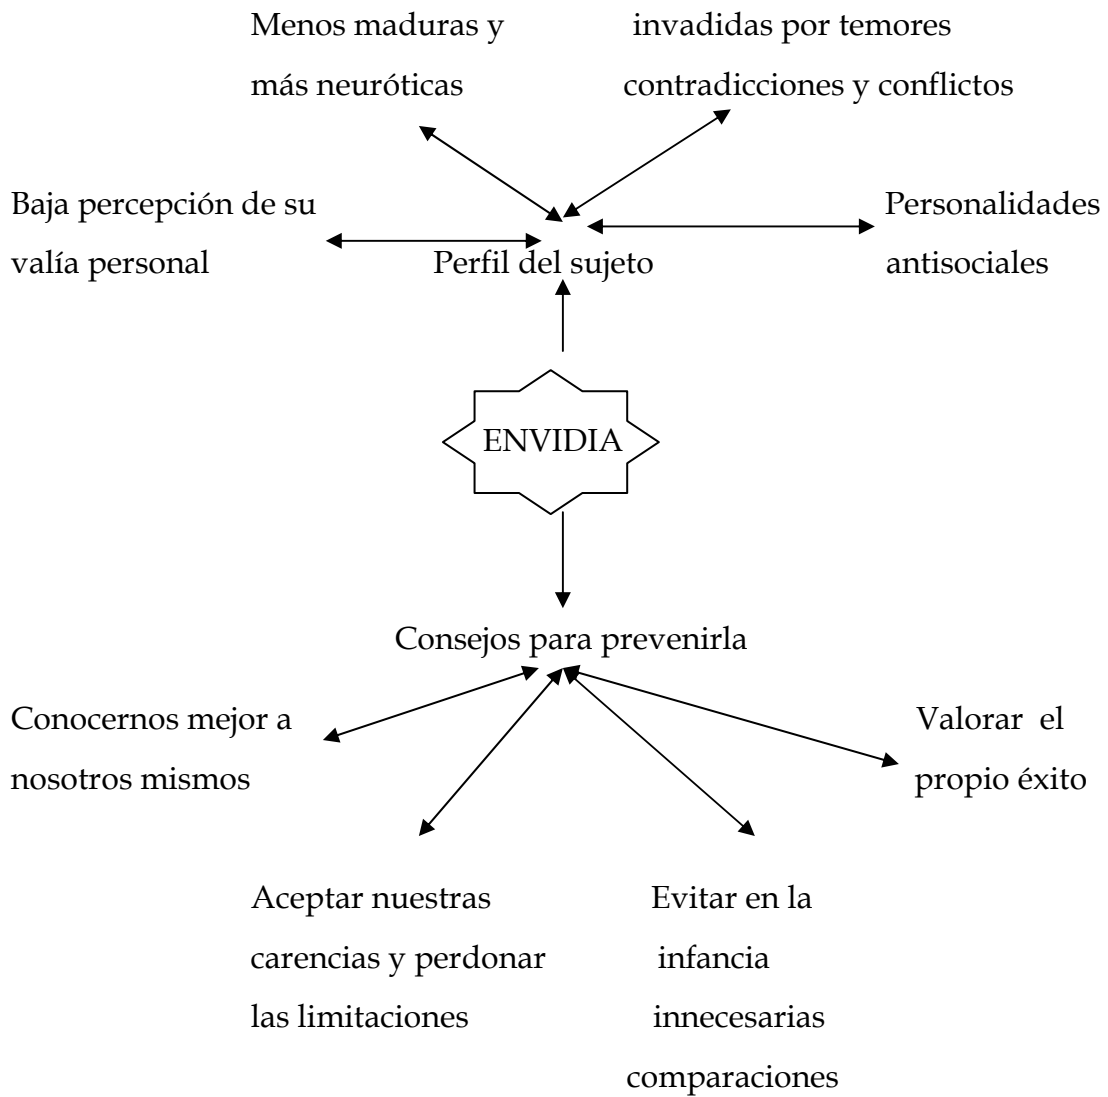 Menos maduras y
más neuróticas
invadidas por temores
contradicciones y conflictos
Baja percepción de su
valía personal
Personalidades
antisociales
Perfil del sujeto
ENVIDIA
Consejos para prevenirla
Conocernos mejor a
nosotros mismos
Valorar el
propio éxito
Aceptar nuestras
carencias y perdonar
las limitaciones
Evitar en la
infancia
innecesarias
comparaciones